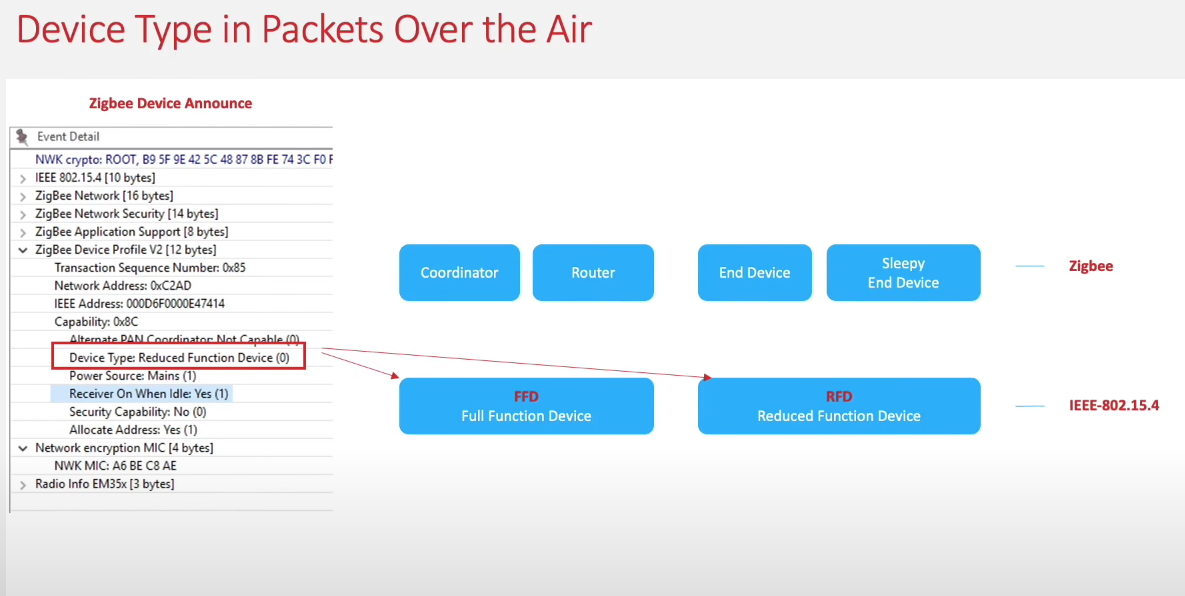 Device Type in Packets Over the Air
Zigbee Device Announce
Event Detail
NWK crypto: ROOT, B9 5F 9E 42 5C 48 87 8B FE 74 3C F0
IEEE 802.15.4 [10 bytes]
ZigBee Network [16 bytes]
ZigBee Network Security [14 bytes]
ZigBee Application Support [8 bytes]
ZigBee Device Profile V2 [12 bytes]
Transaction Sequence Number: 0x85
Network Address: 0xC2AD
IEEE Address: 000D6F0000E47414
Capability: 0x8C
Alternate PAN Coordinator: Not Capable (0)
Device Type: Reduced Function Device (0)
Power Source: Mains (1)
Receiver On When Idle: Yes (1)
Security Capability: No (0)
Allocate Address: Yes (1)
Network encryption MIC [4 bytes]
NWK MIC: A6 BE C8 AE
Radio Info EM35x [3 bytes]
Coordinator
Router
End Device
Sleepy
End Device
Zigbee
FFD
Full Function Device
RFD
Reduced Function Device
IEEE-802.15.4